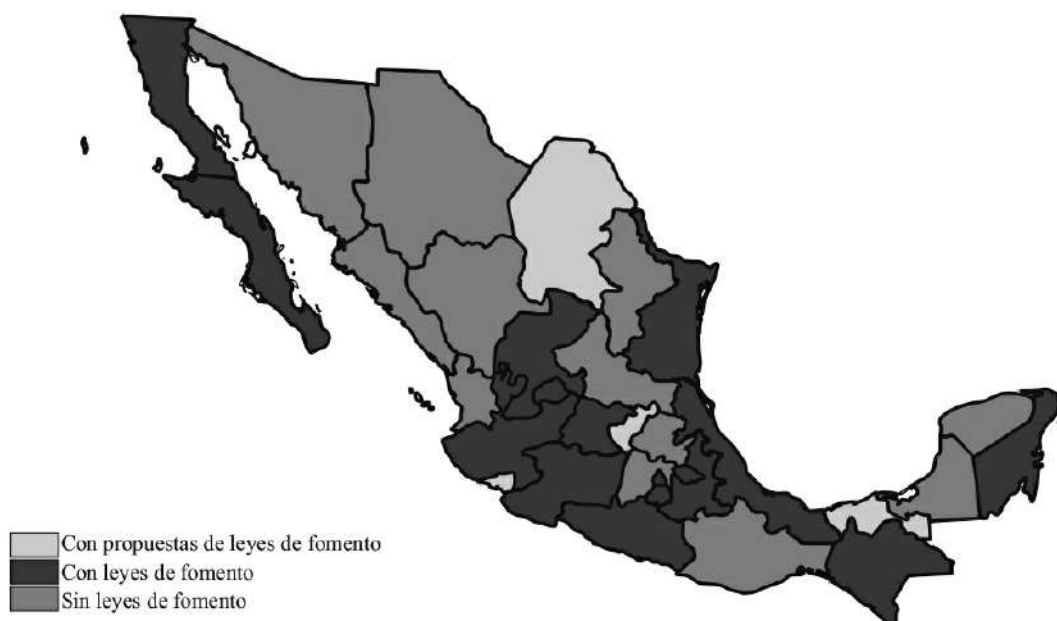 Con propuestas de leyes de fomento
Con leyes de fomento
Sin leyes de fomento